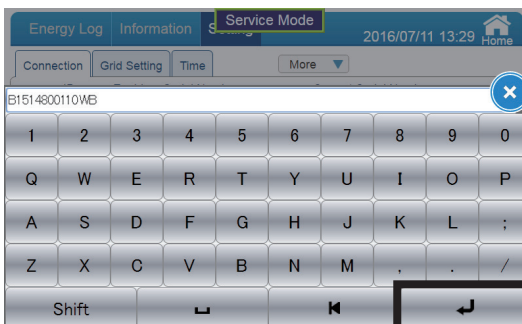 Service Mode
Energy Log Information Setting 2016/07/11 13:29 Home
Connection Grid Setting Time More
B1514800110WB
1 2 3 4 5 6 7 8 9 0
Q W E R T Y U I O P
A S D F G H J K L ;
Z X C V B N M , . /
Shift